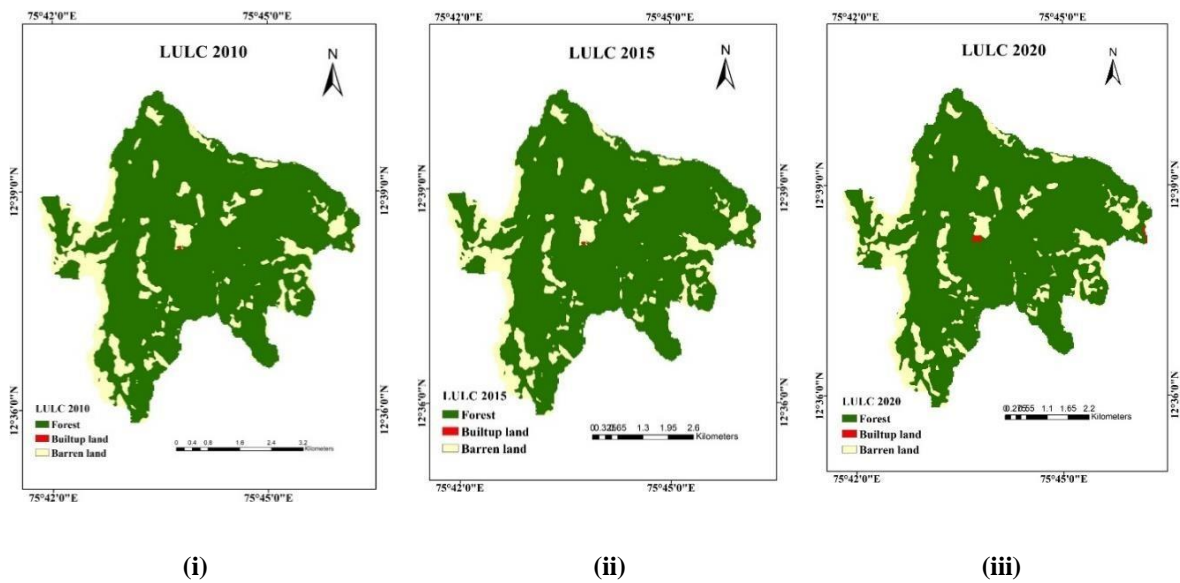 75°42'0"E 75°45'0"E
LULC 2010
N
12°39'0"N 12°39'0"N
12°36'0"N 12°36'0"N
LULC 2010
Forest
Builtup land
Barren land
0 0.4 0.8 1.6 2.4 3.2
Kilometers
75°42'0"E 75°45'0"E
(i)
75°42'0"E 75°45'0"E
LULC 2015
N
12°39'0"N 12°39'0"N
12°36'0"N 12°36'0"N
LULC 2015
Forest
Builtup land
Barren land
1.3 1.95 2.6
Kilometers
75°42'0"E 75°45'0"E
(ii)
75°42'0"E 75°45'0"E
LULC 2020
N
12°39'0"N 12°39'0"N
12°36'0"N 12°36'0"N
LULC 2020
Forest
Builtup land
Barren land
1.1 1.65 2.2
Kilometers
75°42'0"E 75°45'0"E
(iii)